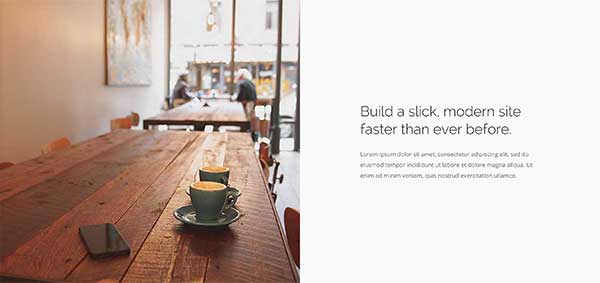 Build a slick, modern site
faster than ever before.
Lorem ipsum dolor sit amet, consectetur adipiscing elit, sed do
eiusmod tempor incididunt ut labore et dolore magna aliqua. Ut
enim ad minim veniam, quis nostrud exercitation ullamco.